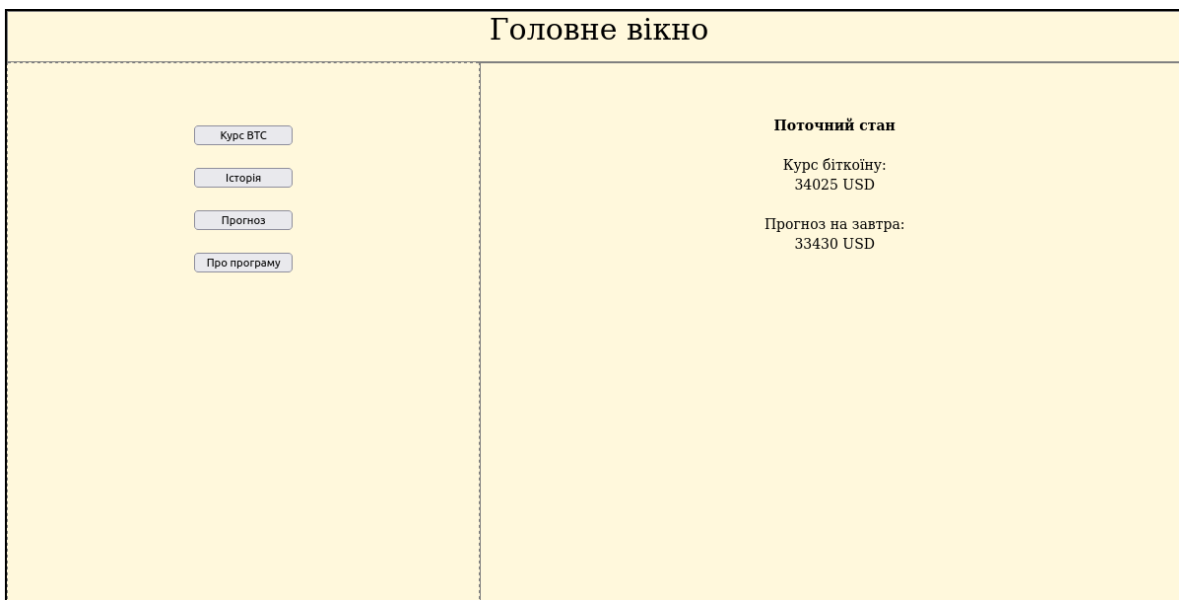 Головне вікно
Курс BTC
Історія
Прогноз
Про програму
Поточний стан
Курс біткоїну:
34025 USD
Прогноз на завтра:
33430 USD